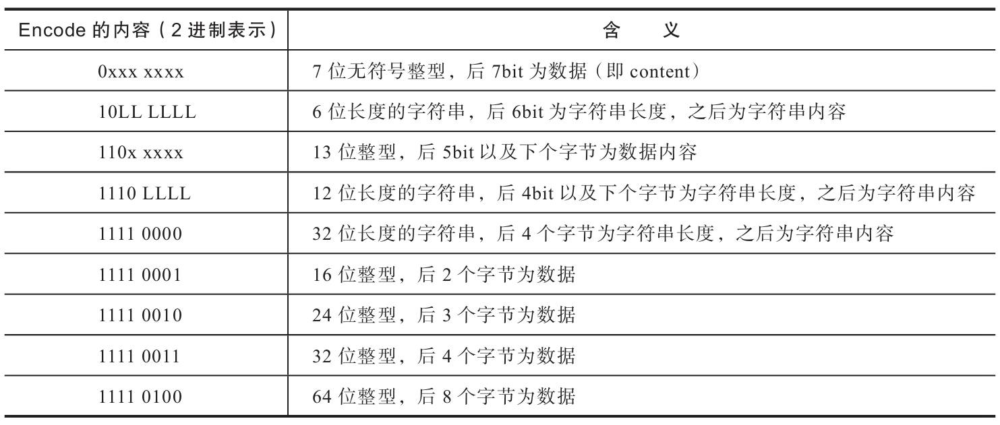 Encode 的内容（2 进制表示） 含 义
0xxx xxxx 7 位无符号整型，后 7bit 为数据（即 content）
10LL LLLL 6 位长度的字符串，后 6bit 为字符串长度，之后为字符串内容
110x xxxx 13 位整型，后 5bit 以及下个字节为数据内容
1110 LLLL 12 位长度的字符串，后 4bit 以及下个字节为字符串长度，之后为字符串内容
1111 0000 32 位长度的字符串，后 4 个字节为字符串长度，之后为字符串内容
1111 0001 16 位整型，后 2 个字节为数据
1111 0010 24 位整型，后 3 个字节为数据
1111 0011 32 位整型，后 4 个字节为数据
1111 0100 64 位整型，后 8 个字节为数据